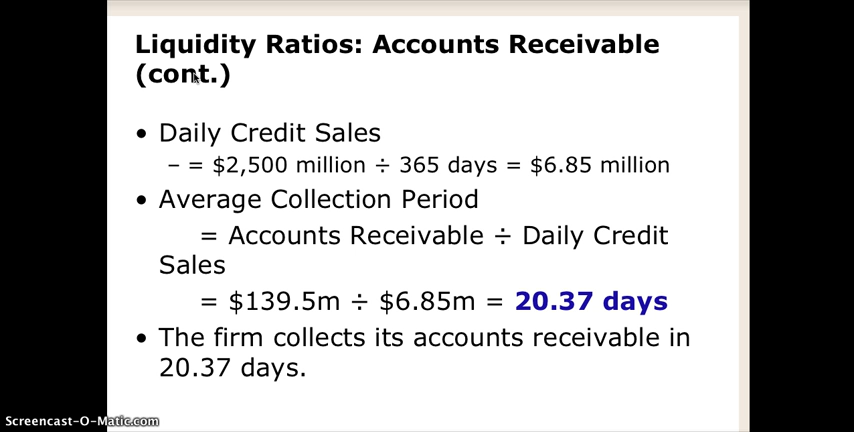 Liquidity Ratios: Accounts Receivable
(cont.)
• Daily Credit Sales
– = $2,500 million ÷ 365 days = $6.85 million
• Average Collection Period
= Accounts Receivable ÷ Daily Credit
Sales
= $139.5m ÷ $6.85m = 20.37 days
• The firm collects its accounts receivable in
20.37 days.
Screencast-O-Matic.com